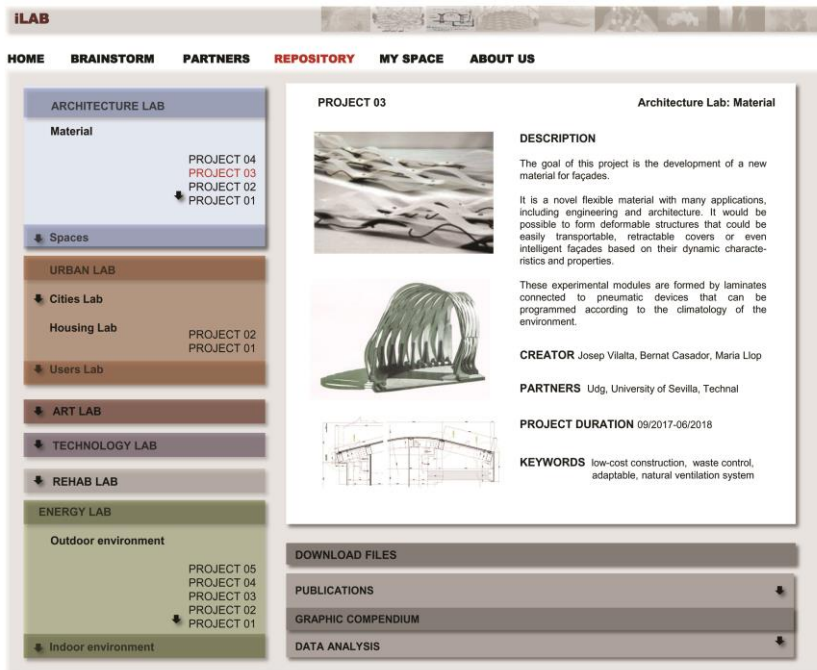 iLAB
HOME BRAINSTORM PARTNERS REPOSITORY MY SPACE ABOUT US
ARCHITECTURE LAB
Material
PROJECT 04
PROJECT 03
PROJECT 02
PROJECT 01
Spaces
URBAN LAB
Cities Lab
Housing Lab
PROJECT 02
PROJECT 01
Users Lab
ART LAB
TECHNOLOGY LAB
REHAB LAB
ENERGY LAB
Outdoor environment
PROJECT 05
PROJECT 04
PROJECT 03
PROJECT 02
PROJECT 01
Indoor environment
PROJECT 03 Architecture Lab: Material
DESCRIPTION
The goal of this project is the development of a new
material for façades.
It is a novel flexible material with many applications,
including engineering and architecture. It would be
possible to form deformable structures that could be
easily transportable, retractable covers or even
intelligent façades based on their dynamic characte-
ristics and properties.
These experimental modules are formed by laminates
connected to pneumatic devices that can be
programmed according to the climatology of the
environment.
CREATOR Josep Vilalta, Bernat Casador, Maria Llop
PARTNERS Udg, University of Sevilla, Technal
PROJECT DURATION 09/2017-06/2018
KEYWORDS low-cost construction, waste control,
adaptable, natural ventilation system
DOWNLOAD FILES
PUBLICATIONS
GRAPHIC COMPENDIUM
DATA ANALYSIS